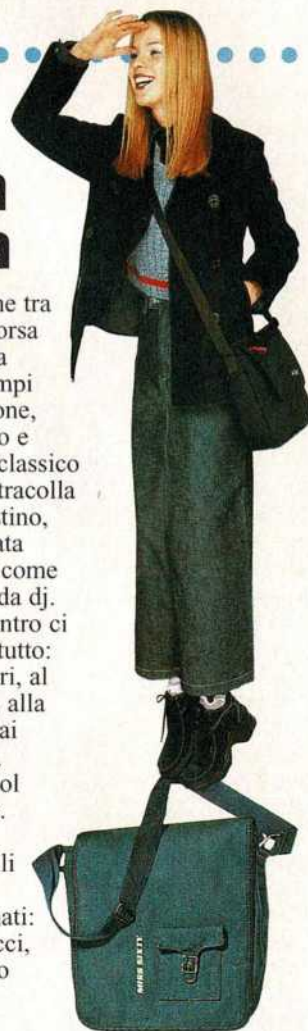 ne tra
orsa
a
mpi
one,
o e
classico
tracolla
tino,
ata
come
da dj.
ntro ci
tutto:
ri, al
alla
ai
ol
li
nati:
cci,
o
MISS SIXTY